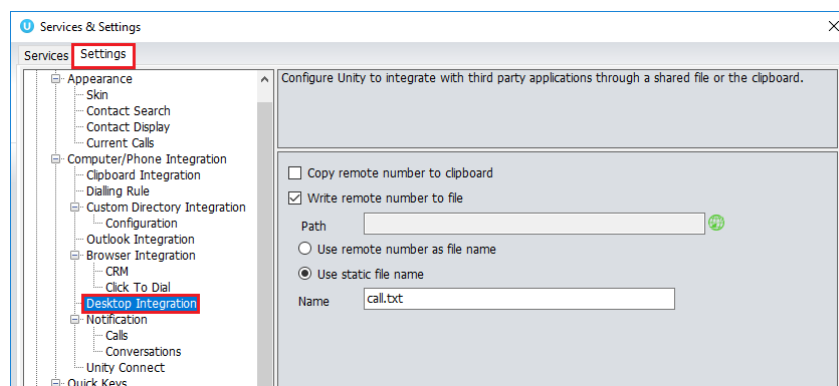 Services & Settings
Services
Settings
Appearance
Skin
Contact Search
Contact Display
Current Calls
Computer/Phone Integration
Clipboard Integration
Dialling Rule
Custom Directory Integration
Configuration
Outlook Integration
Browser Integration
CRM
Click To Dial
Desktop Integration
Notification
Calls
Conversations
Unity Connect
Quick Keys
Configure Unity to integrate with third party applications through a shared file or the clipboard.
Copy remote number to clipboard
Write remote number to file
Path
Use remote number as file name
Use static file name
Name call.txt